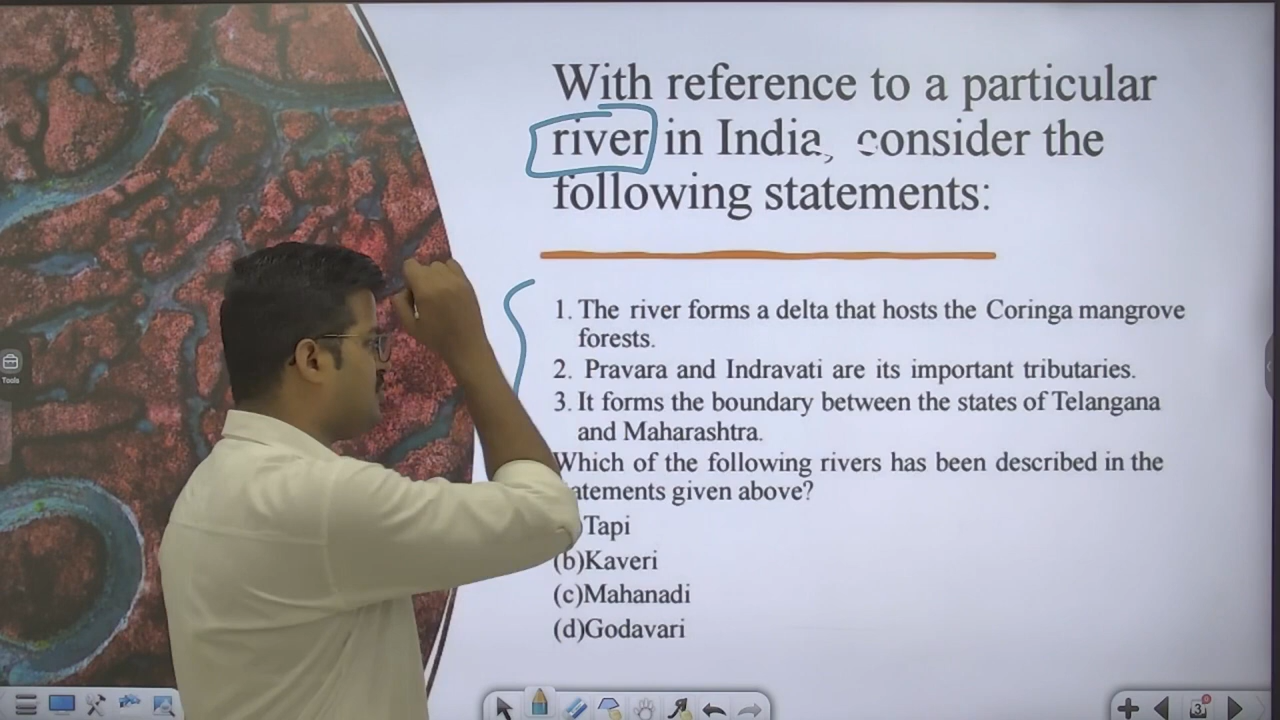 With reference to a particular
river in India, consider the
following statements:
1. The river forms a delta that hosts the Coringa mangrove
forests.
2. Pravara and Indravati are its important tributaries.
3. It forms the boundary between the states of Telangana
and Maharashtra.
Which of the following rivers has been described in the
atements given above?
)Tapi
(b)Kaveri
(c)Mahanadi
(d)Godavari
Tools
3